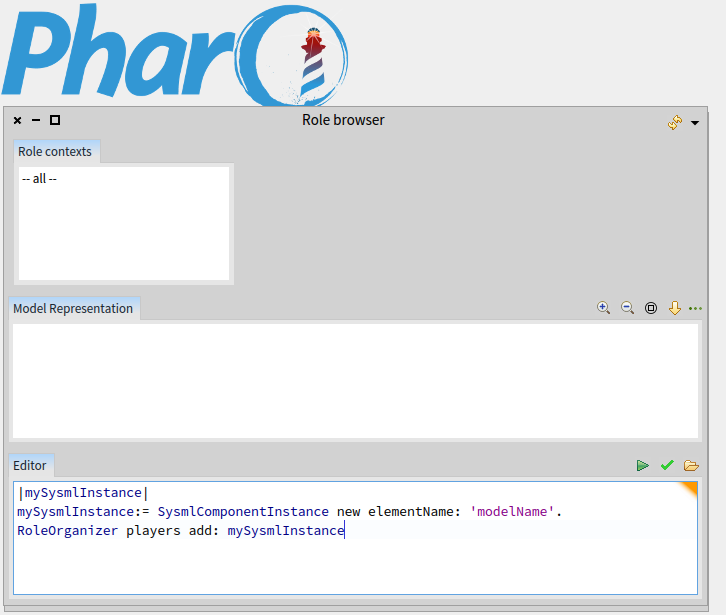 Pharo
Role browser
Role contexts
-- all --
Model Representation
Editor
|mySysmlInstance|
mySysmlInstance:= SysmlComponentInstance new elementName: 'modelName'.
RoleOrganizer players add: mySysmlInstance